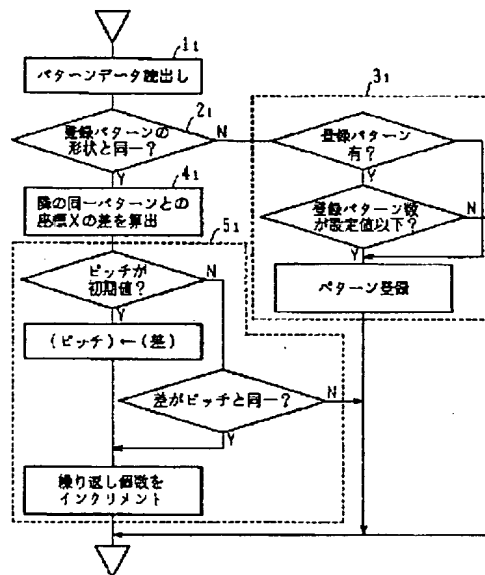 1₁
パターンデータ読出し
2₁
登録パターンの
形状と同一?
N
Y
3₁
登録パターン
有?
Y
登録パターン数
が設定値以下?
N
Y
パターン登録
4₁
隣の同一パターンとの
座標Xの差を算出
5₁
ピッチが
初期値?
N
Y
(ピッチ)←(差)
差がピッチと同一?
N
Y
繰り返し個数を
インクリメント